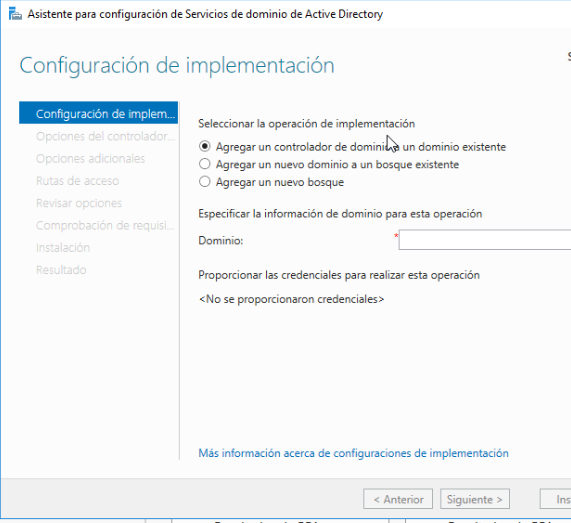 Asistente para configuración de Servicios de dominio de Active Directory
Configuración de implementación
Configuración de implem...
Opciones del controlador...
Opciones adicionales
Rutas de acceso
Revisar opciones
Comprobación de requisi...
Instalación
Resultado
Seleccionar la operación de implementación
Agregar un controlador de dominio a un dominio existente
Agregar un nuevo dominio a un bosque existente
Agregar un nuevo bosque
Especificar la información de dominio para esta operación
Dominio: *
Proporcionar las credenciales para realizar esta operación
<No se proporcionaron credenciales>
Más información acerca de configuraciones de implementación
< Anterior
Siguiente >
Ins